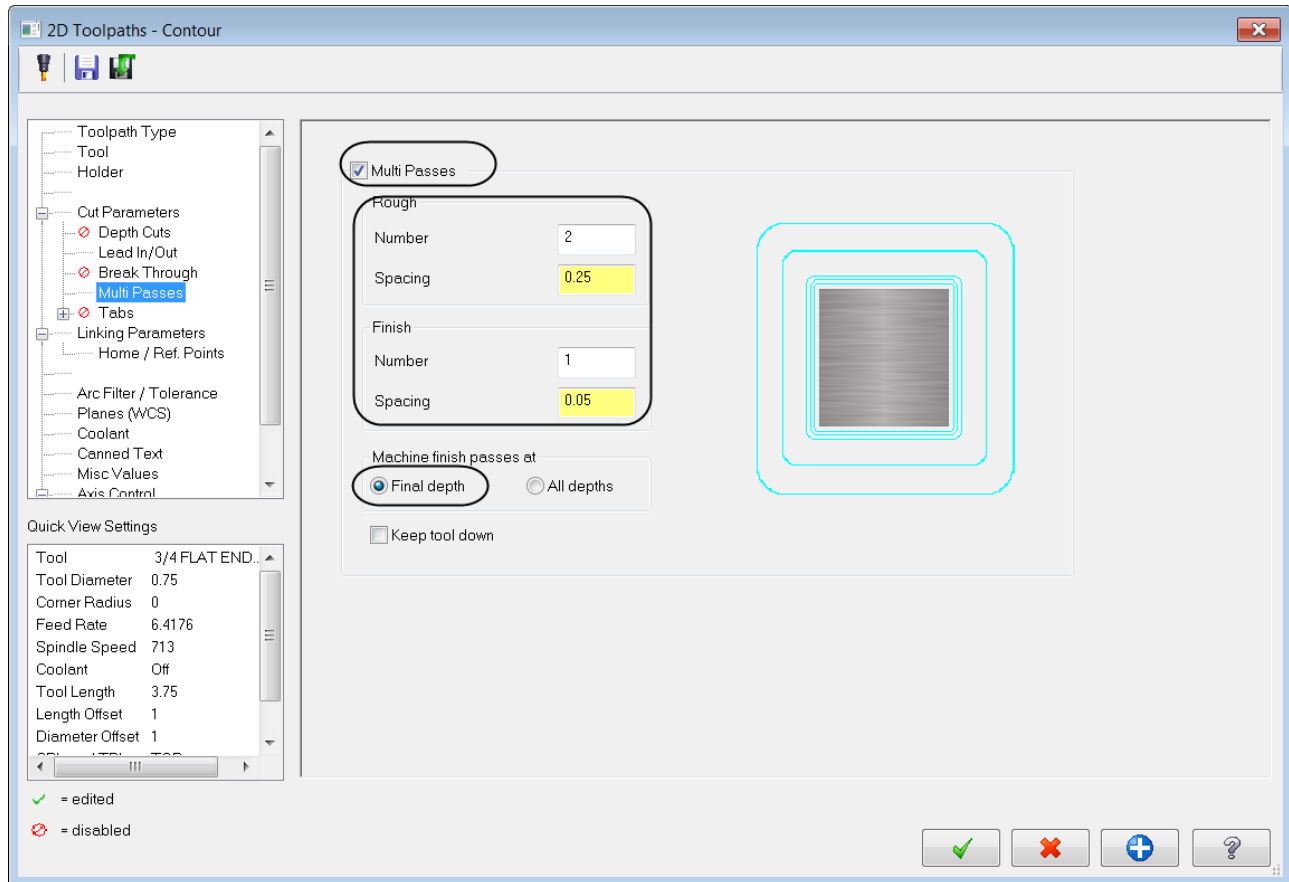 2D Toolpaths - Contour
Toolpath Type
Tool
Holder
Cut Parameters
Depth Cuts
Lead In/Out
Break Through
Multi Passes
Tabs
Linking Parameters
Home / Ref. Points
Arc Filter / Tolerance
Planes (WCS)
Coolant
Canned Text
Misc Values
Axis Control
Multi Passes
Rough
Number 2
Spacing 0.25
Finish
Number 1
Spacing 0.05
Machine finish passes at
Final depth All depths
Keep tool down
Quick View Settings
Tool 3/4 FLAT END..
Tool Diameter 0.75
Corner Radius 0
Feed Rate 6.4176
Spindle Speed 713
Coolant Off
Tool Length 3.75
Length Offset 1
Diameter Offset 1
= edited
= disabled